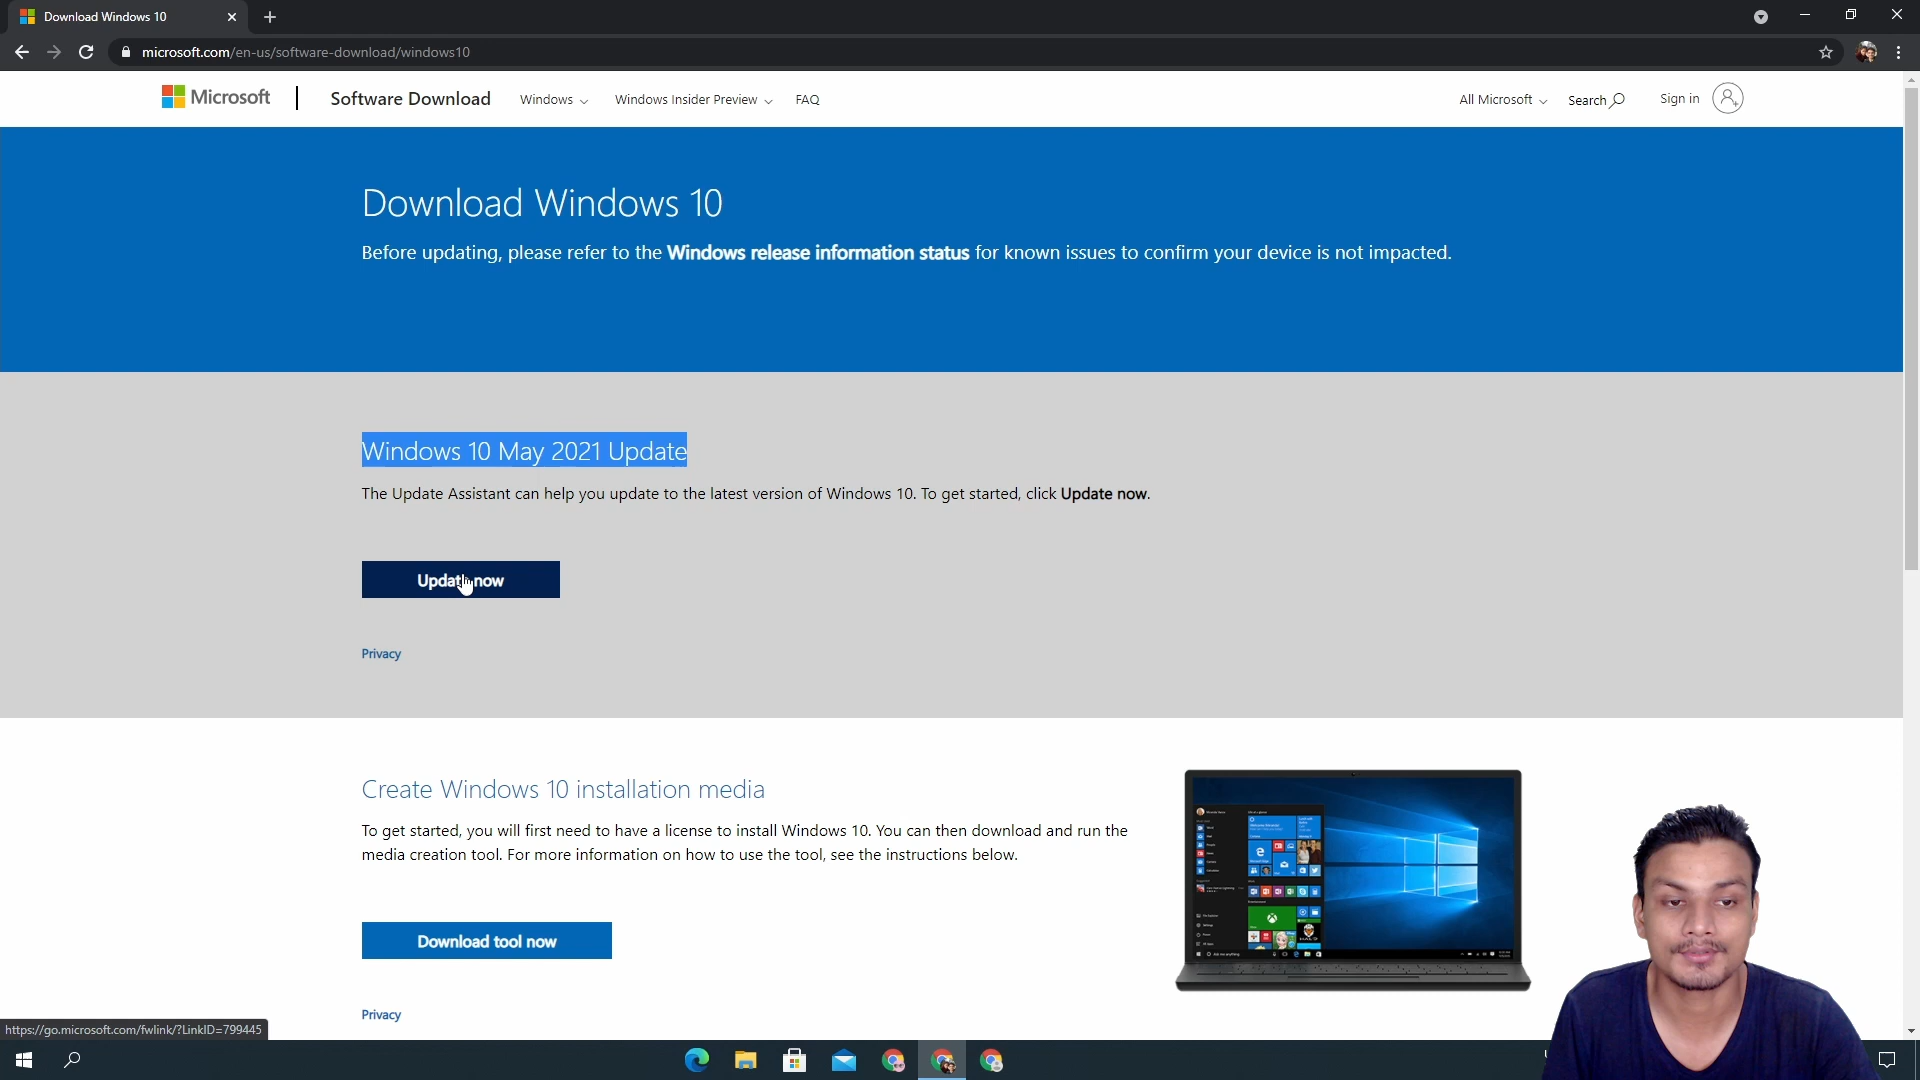 Download Windows 10
microsoft.com/en-us/software-download/windows10
Microsoft
Software Download
Windows
Windows Insider Preview
FAQ
All Microsoft
Search
Sign in
Download Windows 10
Before updating, please refer to the Windows release information status for known issues to confirm your device is not impacted.
Windows 10 May 2021 Update
The Update Assistant can help you update to the latest version of Windows 10. To get started, click Update now.
Update now
Privacy
Create Windows 10 installation media
To get started, you will first need to have a license to install Windows 10. You can then download and run the
media creation tool. For more information on how to use the tool, see the instructions below.
Download tool now
Privacy
https://go.microsoft.com/fwlink/?LinkID=799445